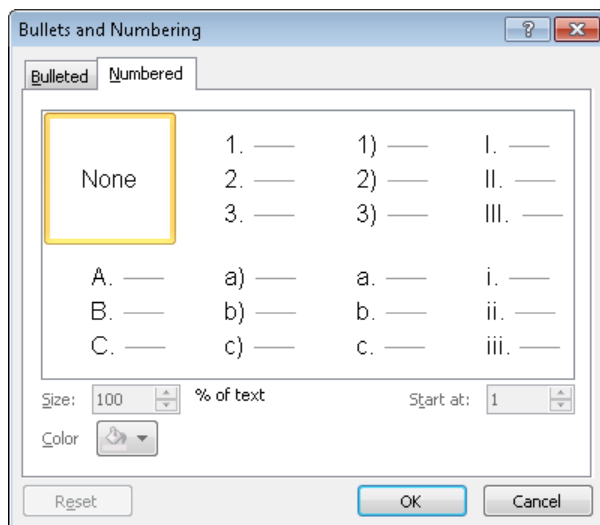 Bullets and Numbering
Bulleted Numbered
None
1.
2.
3.
1)
2)
3)
I.
II.
III.
A.
B.
C.
a)
b)
c)
a.
b.
c.
i.
ii.
iii.
Size: 100 % of text Start at: 1
Color
Reset OK Cancel